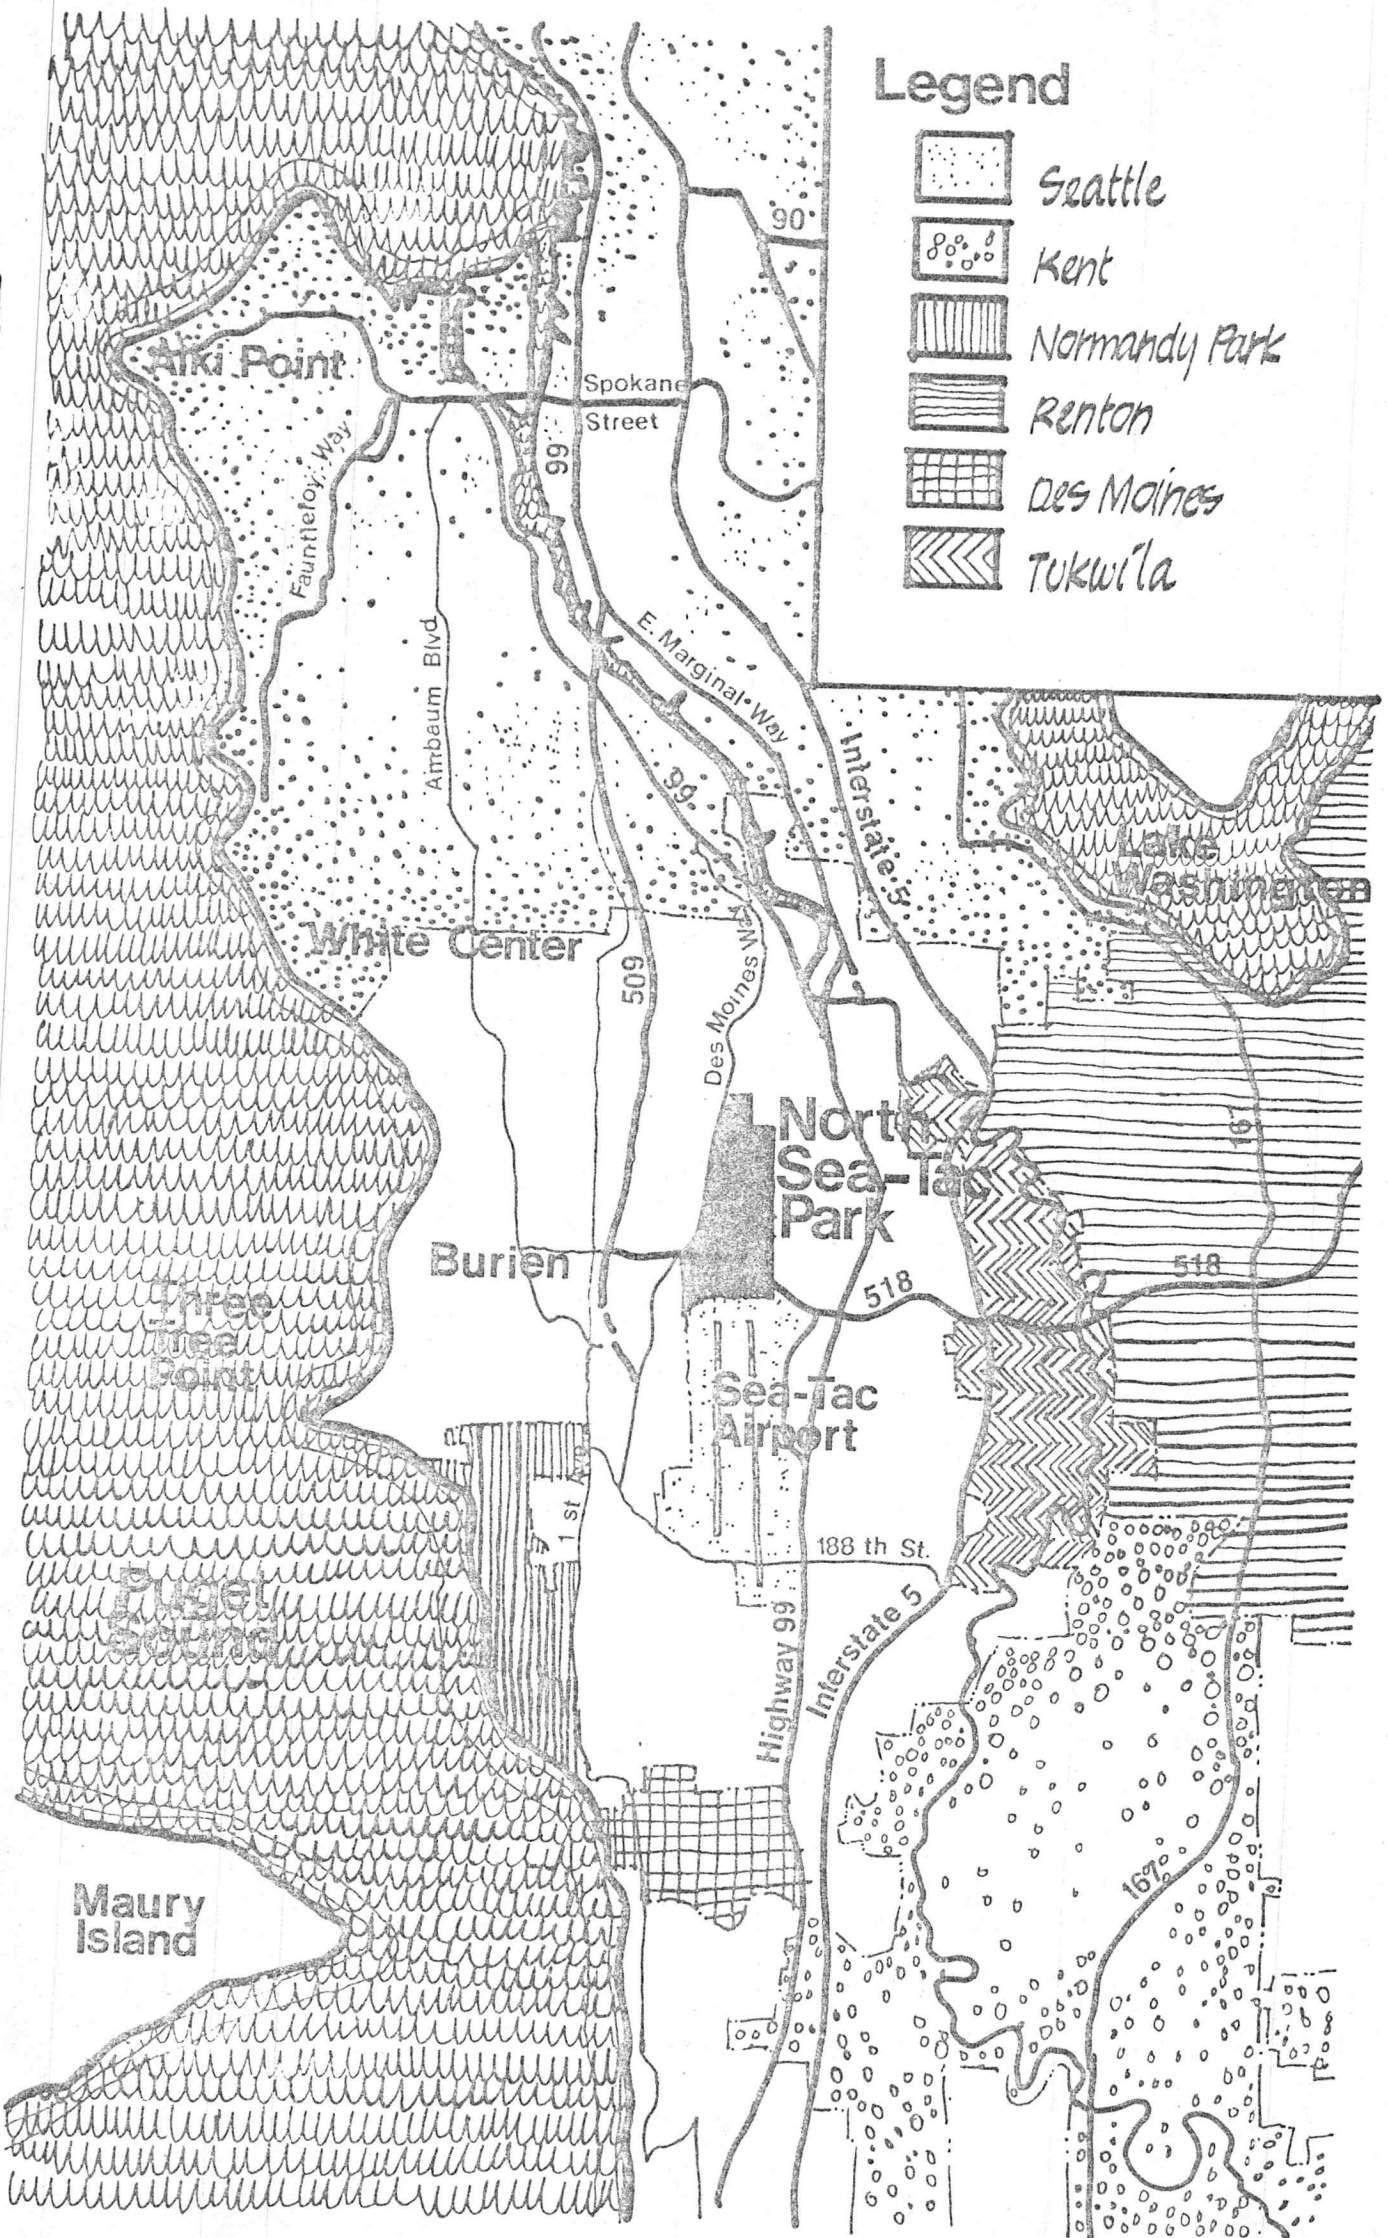 Legend
Seattle
Kent
Normandy Park
Renton
Des Moines
Tukwila
90
Alki Point
Spokane
Street
Fauntleroy Way
99
Ambaum Blvd
E. Marginal Way
Interstate 5
99
Lake
Washington
White Center
509
Des Moines Way
North
Sea-Tac
Park
167
Burien
518
518
Three
Tree
Point
Sea-Tac
Airport
1 st Ave
188 th St.
Puget
Sound
Highway 99
Interstate 5
167
Maury
Island